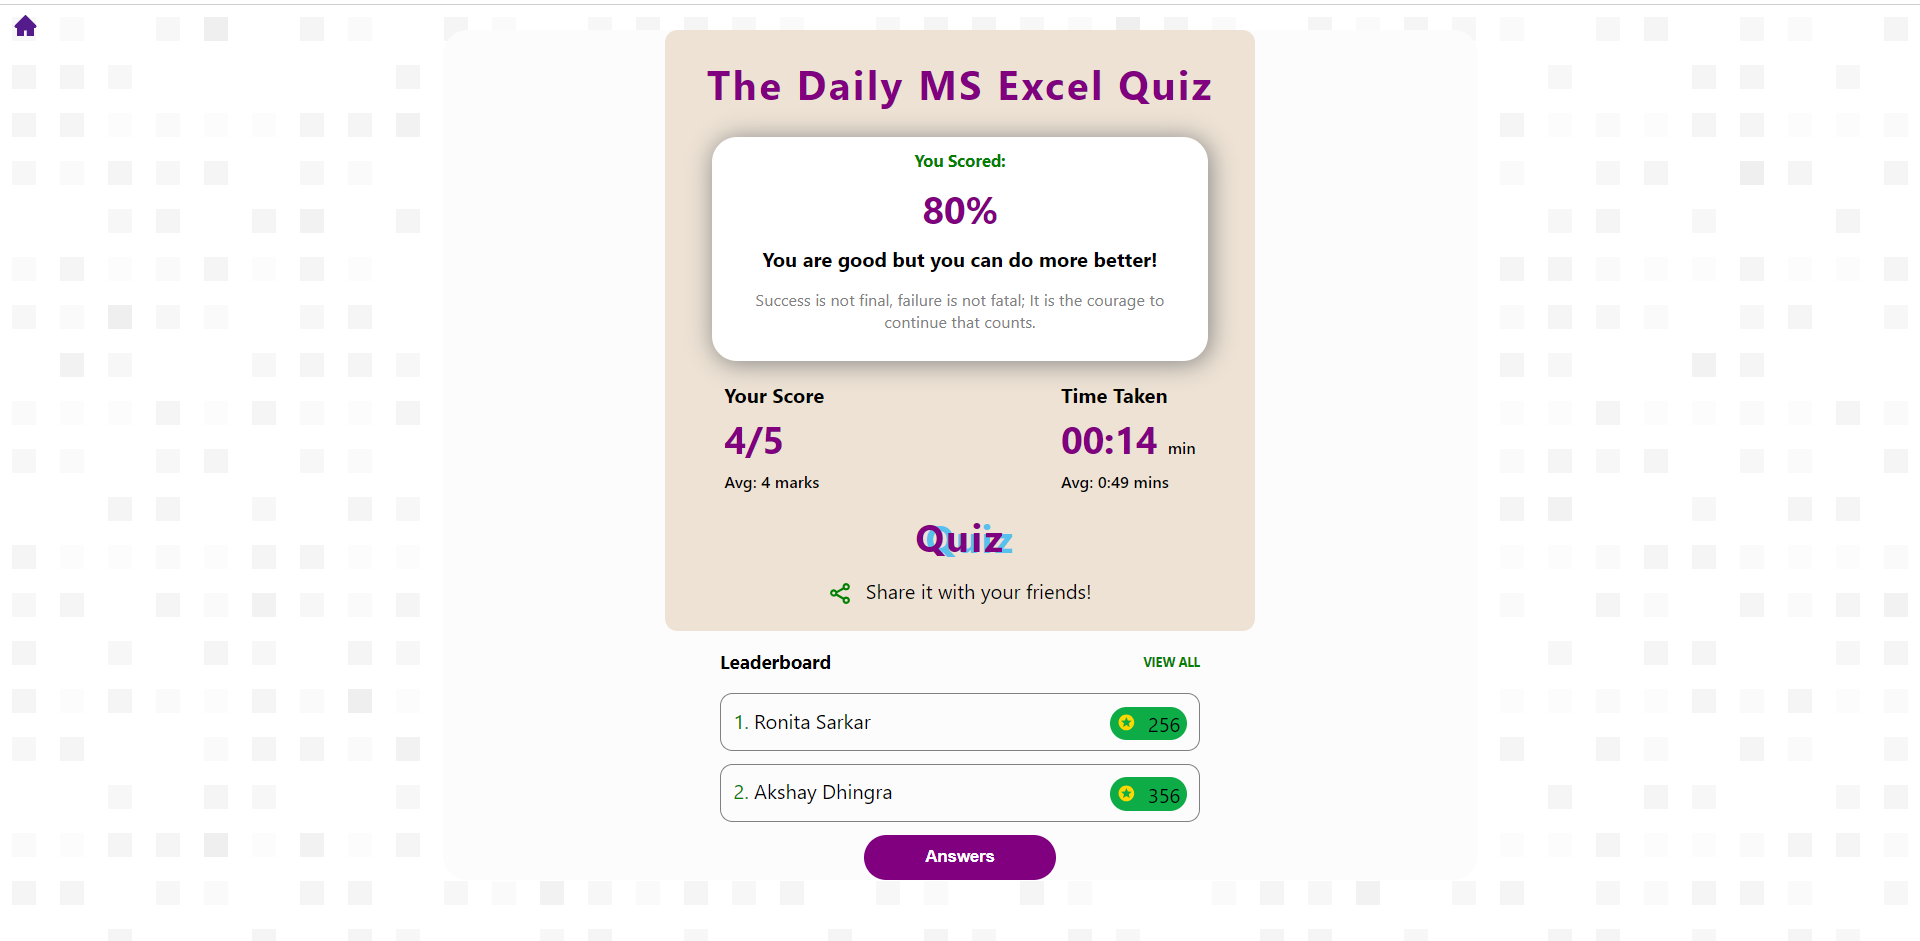 The Daily MS Excel Quiz
You Scored:
80%
You are good but you can do more better!
Success is not final, failure is not fatal; It is the courage to
continue that counts.
Your Score
4/5
Avg: 4 marks
Time Taken
00:14 min
Avg: 0:49 mins
Quiz
Share it with your friends!
Leaderboard
VIEW ALL
1. Ronita Sarkar
256
2. Akshay Dhingra
356
Answers